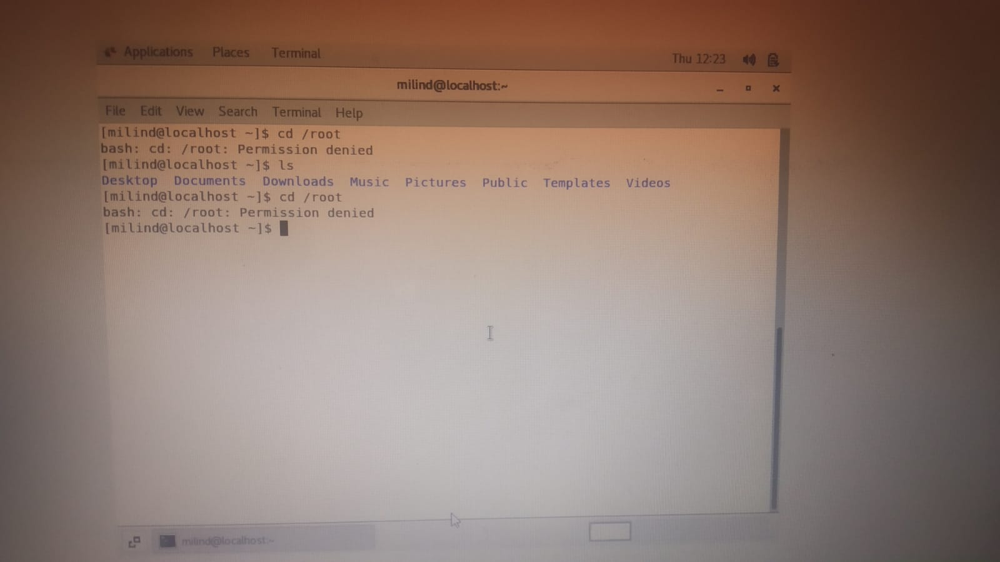 Applications Places Terminal Thu 12:23
milind@localhost:~
File Edit View Search Terminal Help
[milind@localhost ~]$ cd /root
bash: cd: /root: Permission denied
[milind@localhost ~]$ ls
Desktop Documents Downloads Music Pictures Public Templates Videos
[milind@localhost ~]$ cd /root
bash: cd: /root: Permission denied
[milind@localhost ~]$
milind@localhost:~